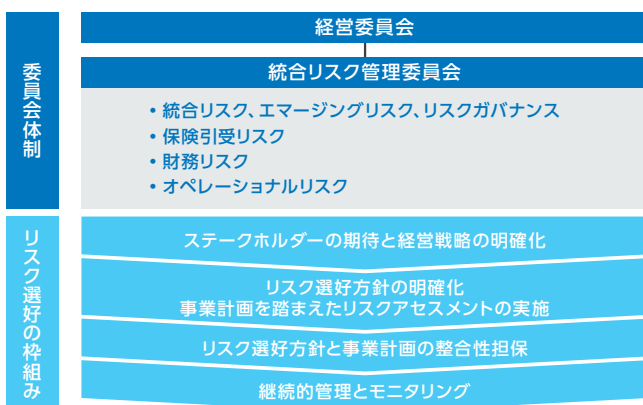 委員会体制
経営委員会
統合リスク管理委員会
• 統合リスク、エマージングリスク、リスクガバナンス
• 保険引受リスク
• 財務リスク
• オペレーショナルリスク
リスク選好の枠組み
ステークホルダーの期待と経営戦略の明確化
リスク選好方針の明確化
事業計画を踏まえたリスクアセスメントの実施
リスク選好方針と事業計画の整合性担保
継続的管理とモニタリング